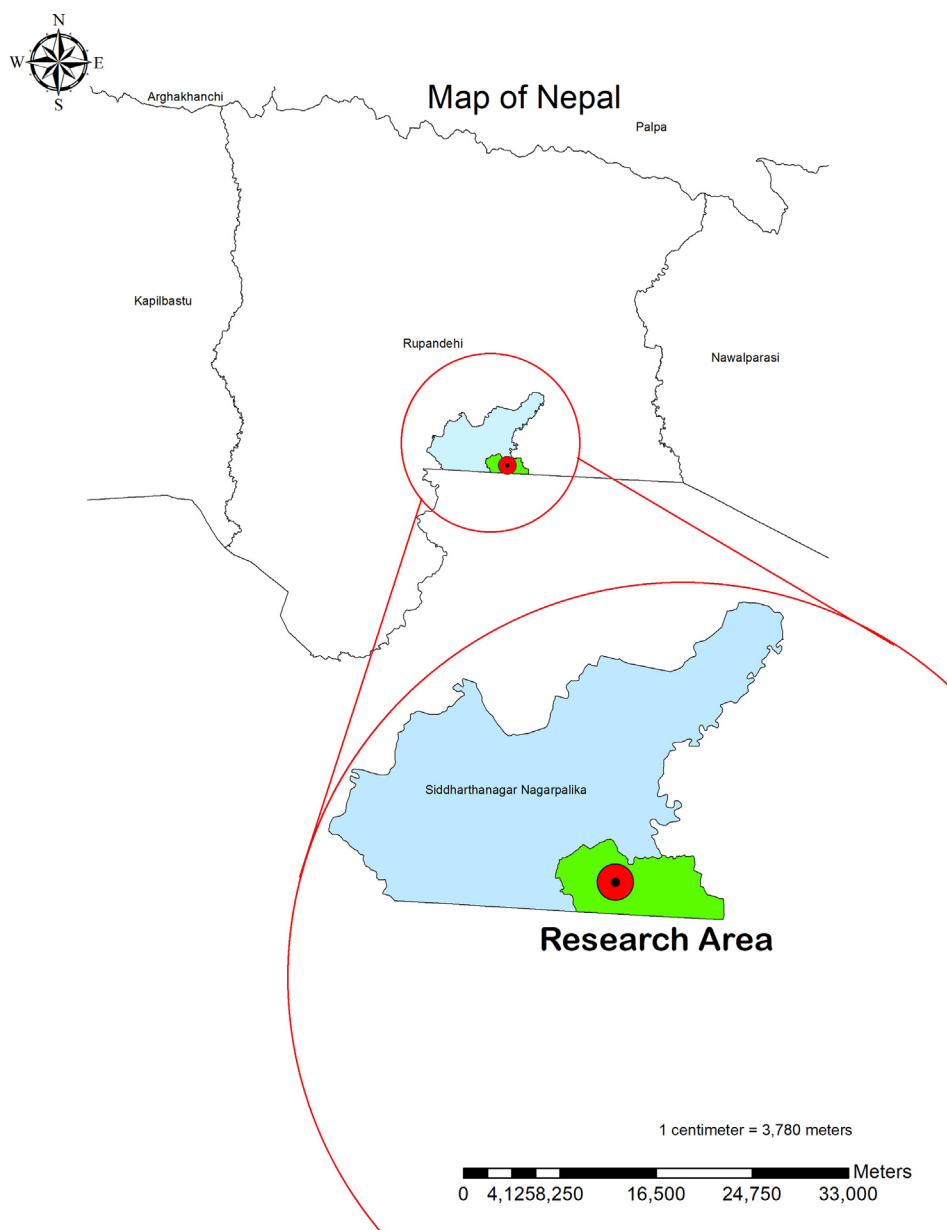 N
W E
S
Map of Nepal
Arghakhanchi
Palpa
Kapilbastu
Rupandehi
Nawalparasi
Siddharthanagar Nagarpalika
Research Area
1 centimeter = 3,780 meters
Meters
0 4,1258,250 16,500 24,750 33,000